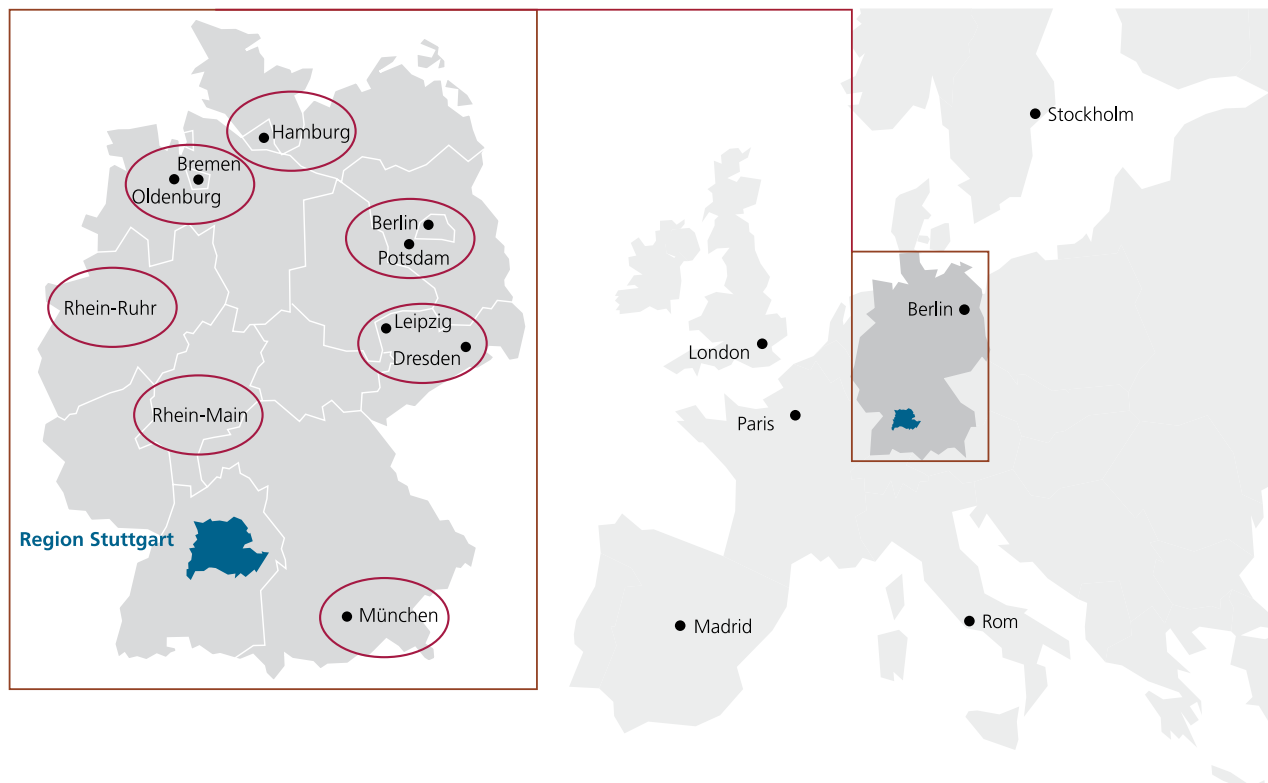 Hamburg
Bremen
Oldenburg
Berlin
Potsdam
Rhein-Ruhr
Leipzig
Dresden
Rhein-Main
Region Stuttgart
München
Stockholm
Berlin
London
Paris
Madrid
Rom